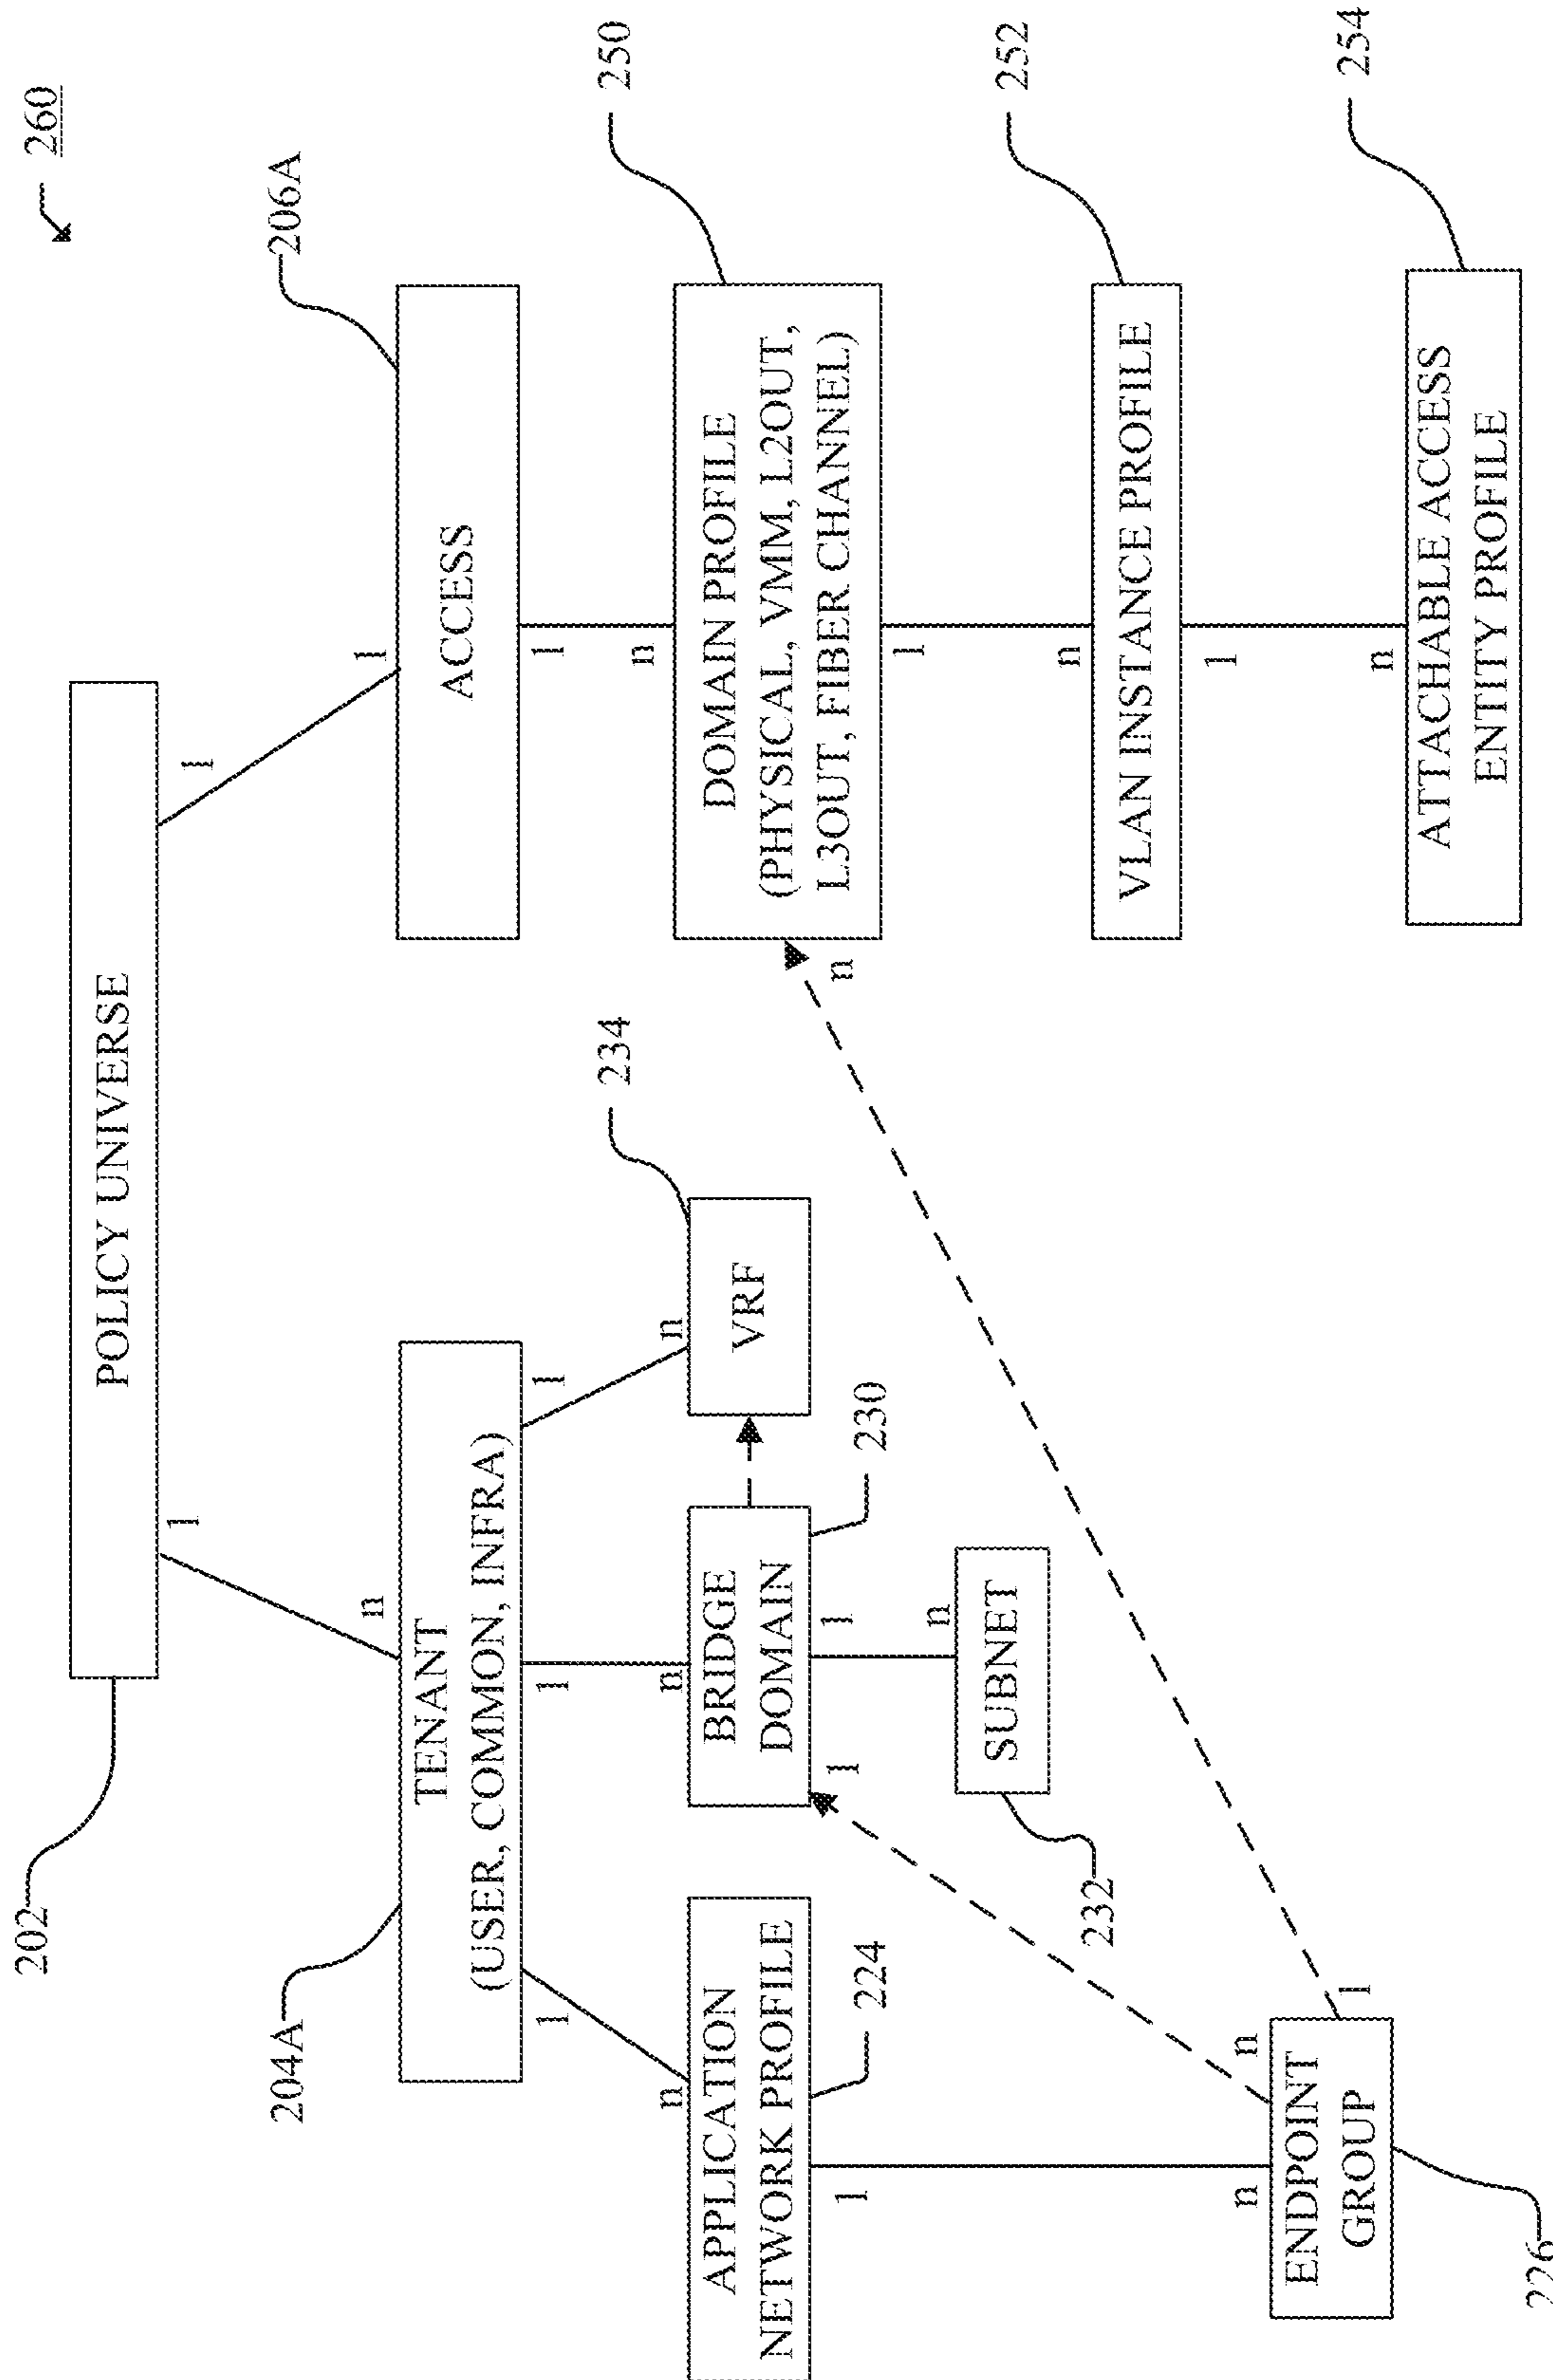 260
202
POLICY UNIVERSE
1
1
204A
n
TENANT
(USER, COMMON, INFRA)
1
1
1
1
206A
ACCESS
1
n
APPLICATION
NETWORK PROFILE
1
224
n
BRIDGE
DOMAIN
1
1
230
n
VRF
234
n
DOMAIN PROFILE
(PHYSICAL, VMM, L2OUT,
L3OUT, FIBER CHANNEL)
n
1
250
n
SUBNET
232
n
VLAN INSTANCE PROFILE
1
252
n
n
ENDPOINT
GROUP
1
226
n
ATTACHABLE ACCESS
ENTITY PROFILE
254